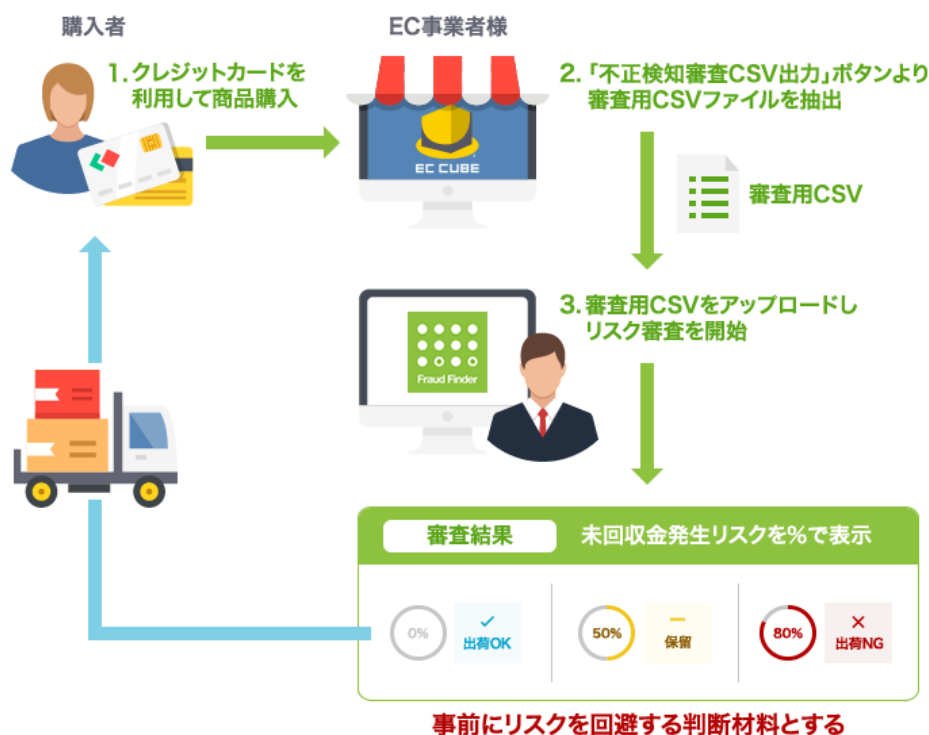 購入者
EC事業者様
1. クレジットカードを
利用して商品購入
EC CUBE
2. 「不正検知審査CSV出力」ボタンより
審査用CSVファイルを抽出
審査用CSV
3. 審査用CSVをアップロードし
リスク審査を開始
Fraud Finder
審査結果
未回収金発生リスクを%で表示
0%
出荷OK
50%
保留
80%
出荷NG
事前にリスクを回避する判断材料とする